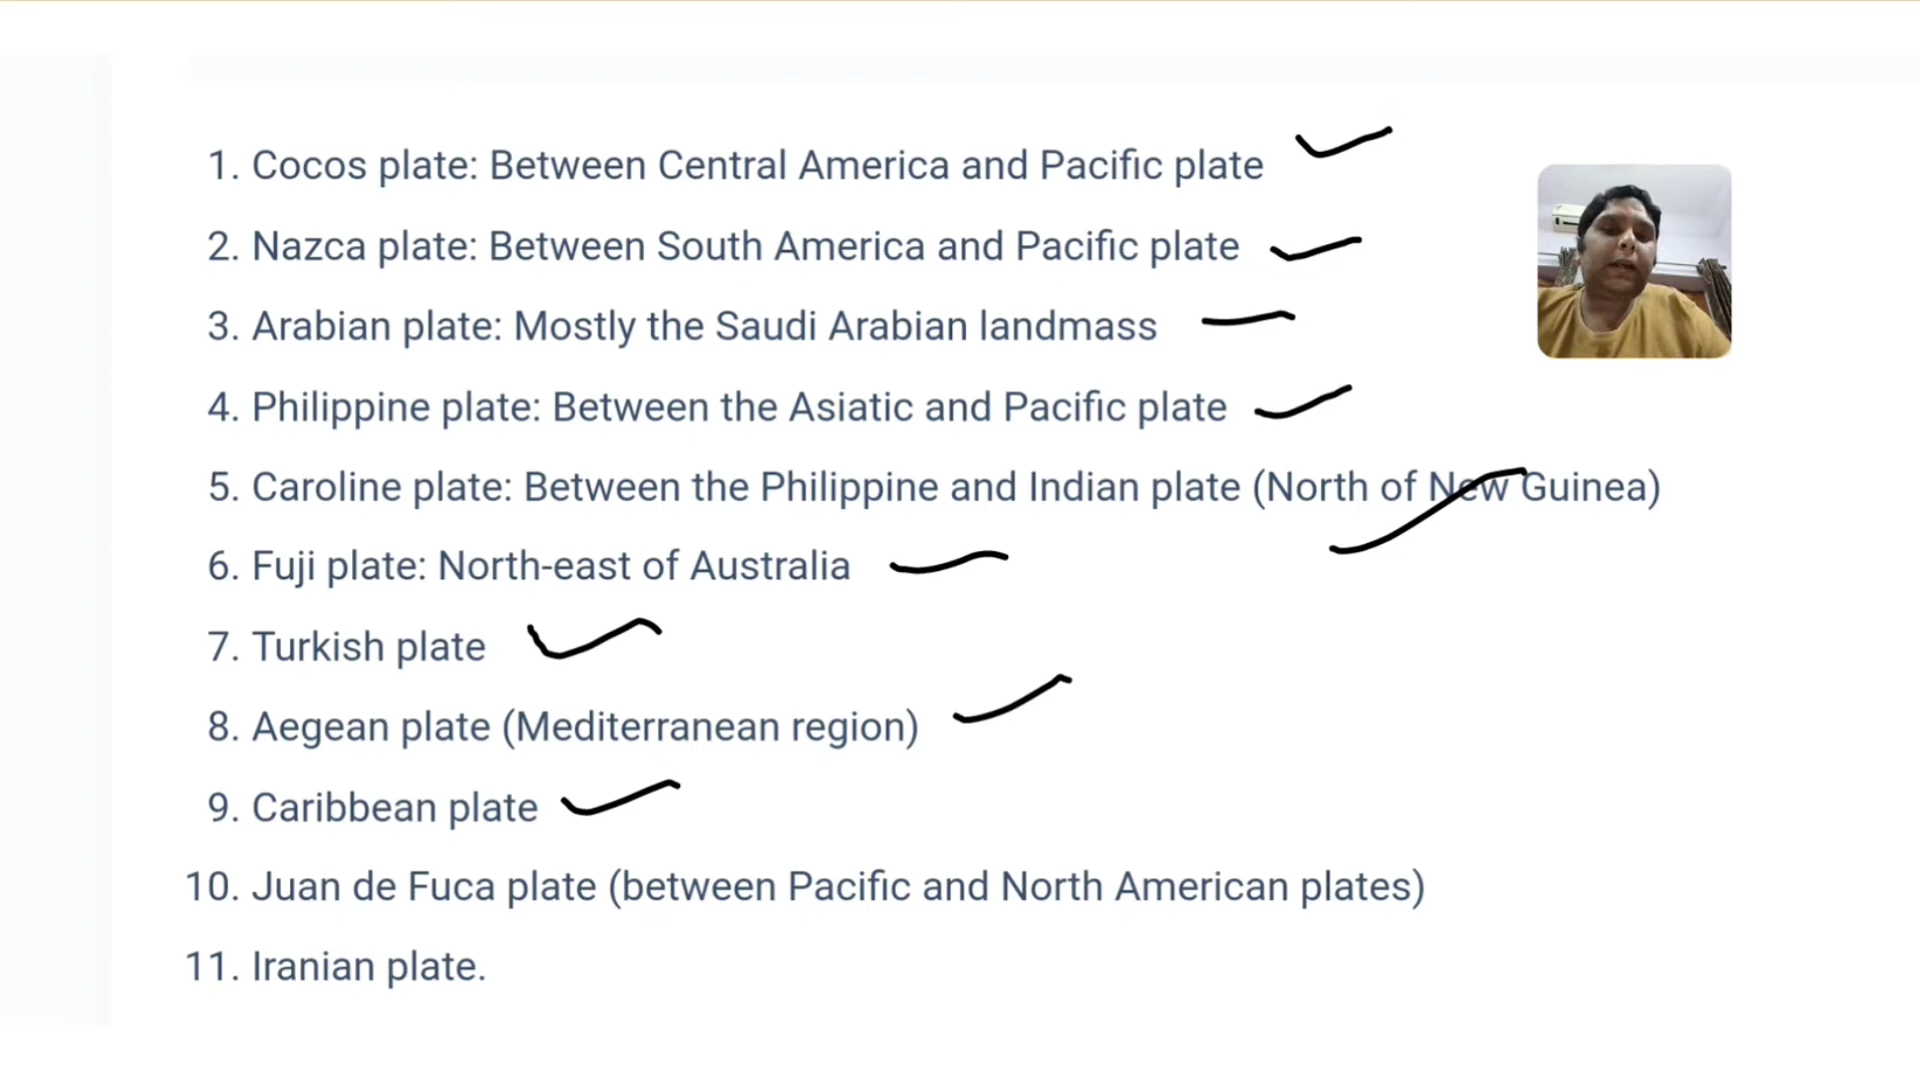 1. Cocos plate: Between Central America and Pacific plate
2. Nazca plate: Between South America and Pacific plate
3. Arabian plate: Mostly the Saudi Arabian landmass
4. Philippine plate: Between the Asiatic and Pacific plate
5. Caroline plate: Between the Philippine and Indian plate (North of New Guinea)
6. Fuji plate: North-east of Australia
7. Turkish plate
8. Aegean plate (Mediterranean region)
9. Caribbean plate
10. Juan de Fuca plate (between Pacific and North American plates)
11. Iranian plate.